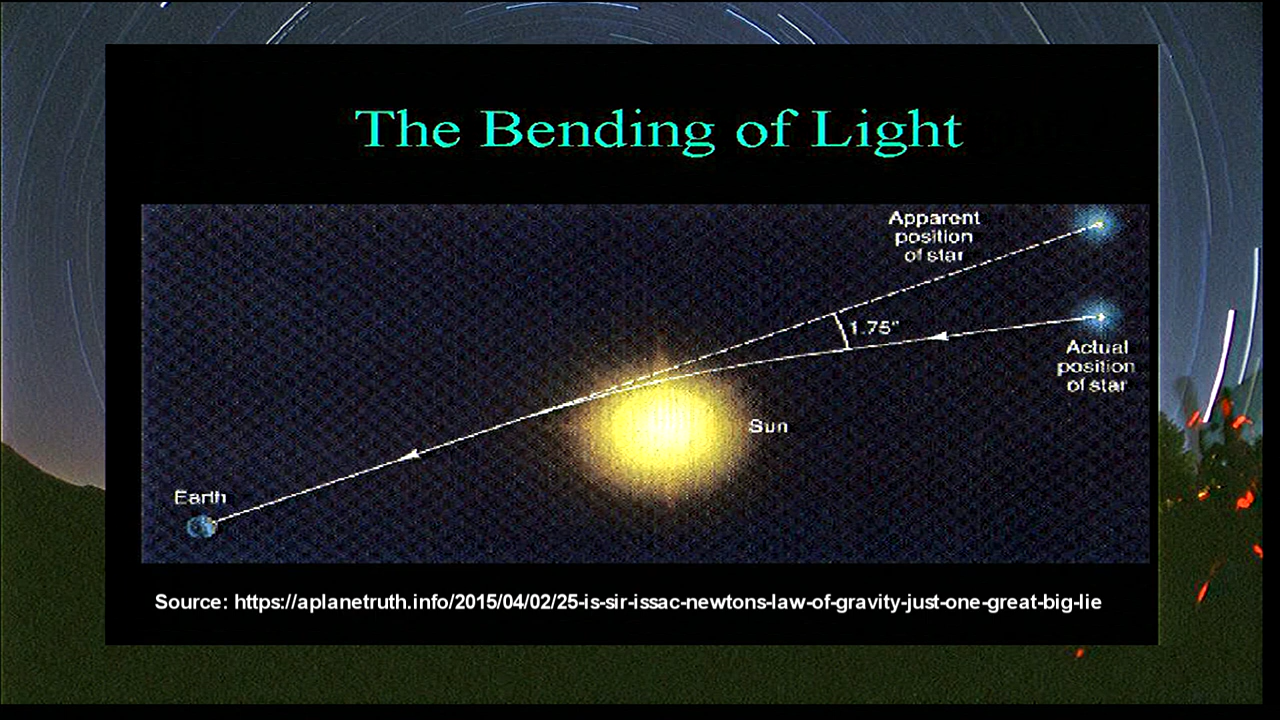 The Bending of Light
Apparent
position
of star
1.75"
Actual
position
of star
Sun
Earth
Source: https://aplanetruth.info/2015/04/02/25-is-sir-issac-newtons-law-of-gravity-just-one-great-big-lie